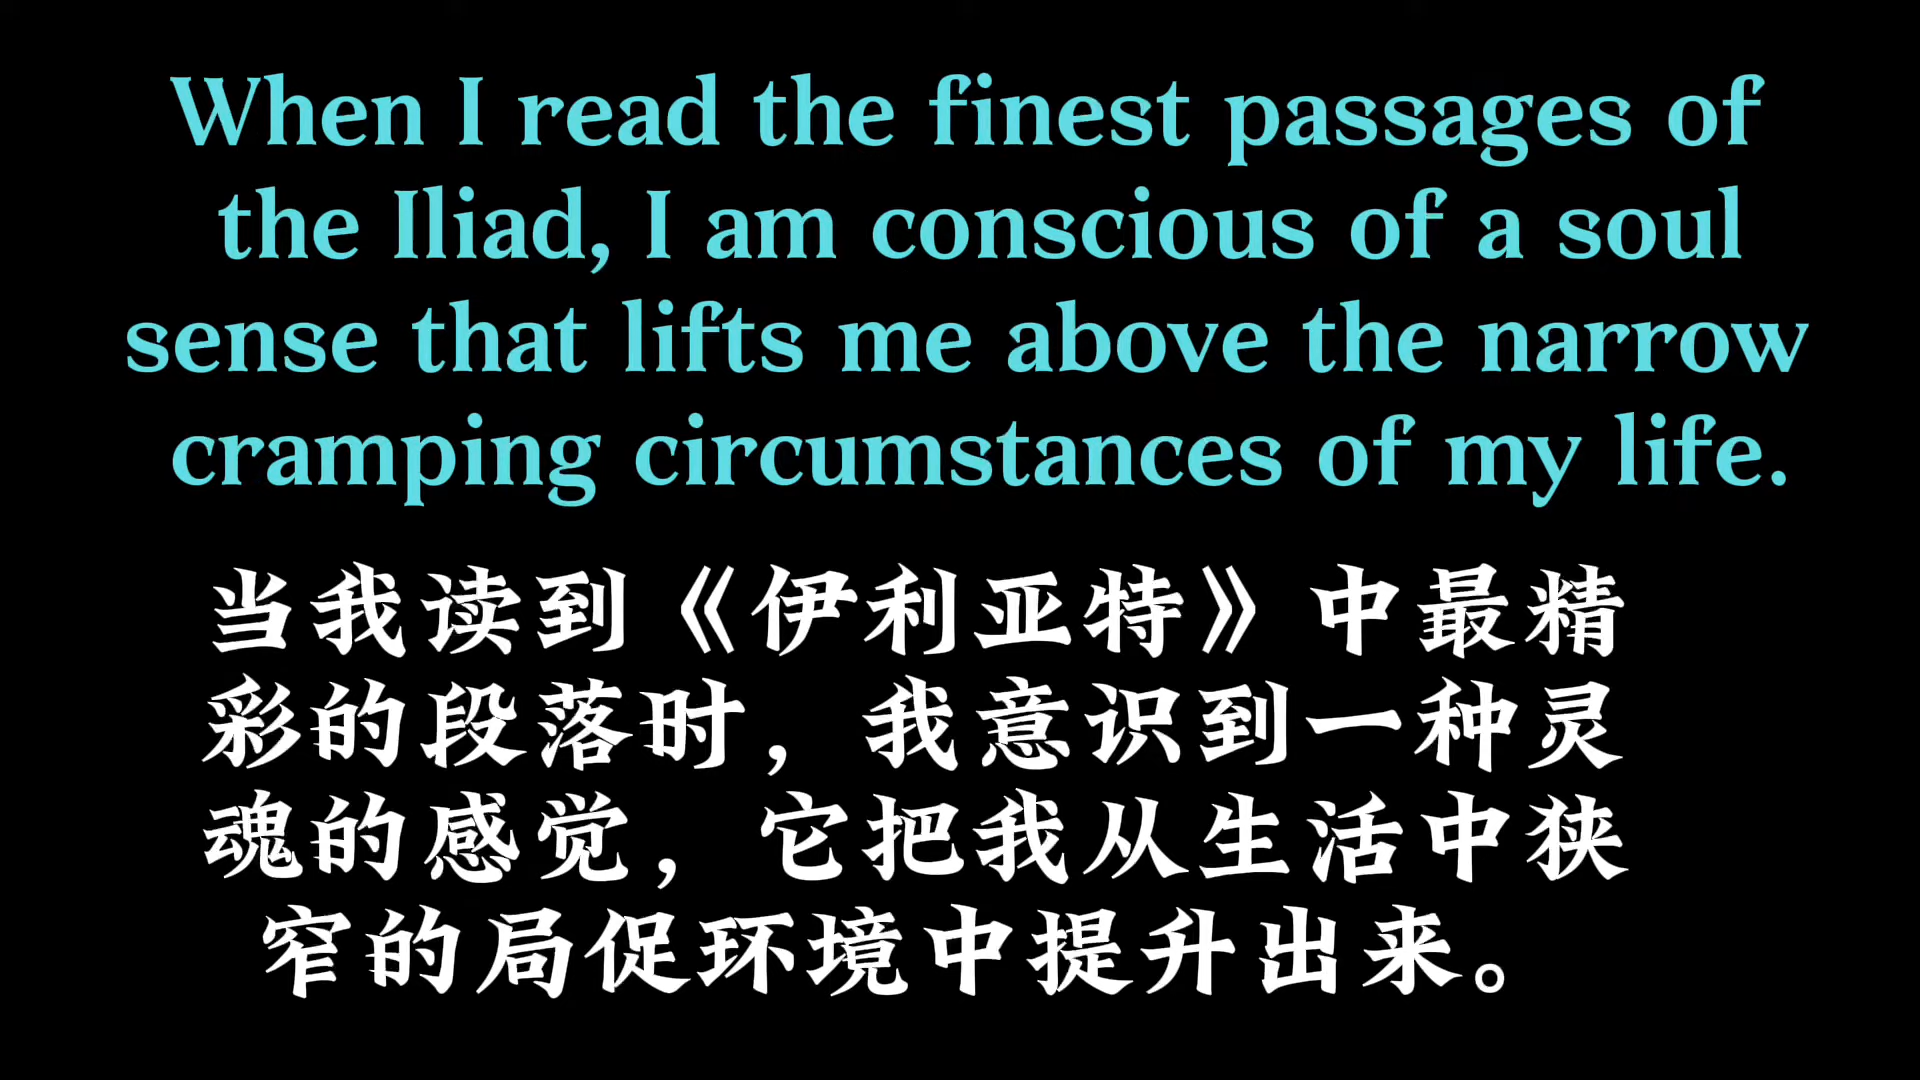 When I read the finest passages of
the Iliad, I am conscious of a soul
sense that lifts me above the narrow
cramping circumstances of my life.
当我读到《伊利亚特》中最精
彩的段落时，我意识到一种灵
魂的感觉，它把我从生活中狭
窄的局促环境中提升出来。